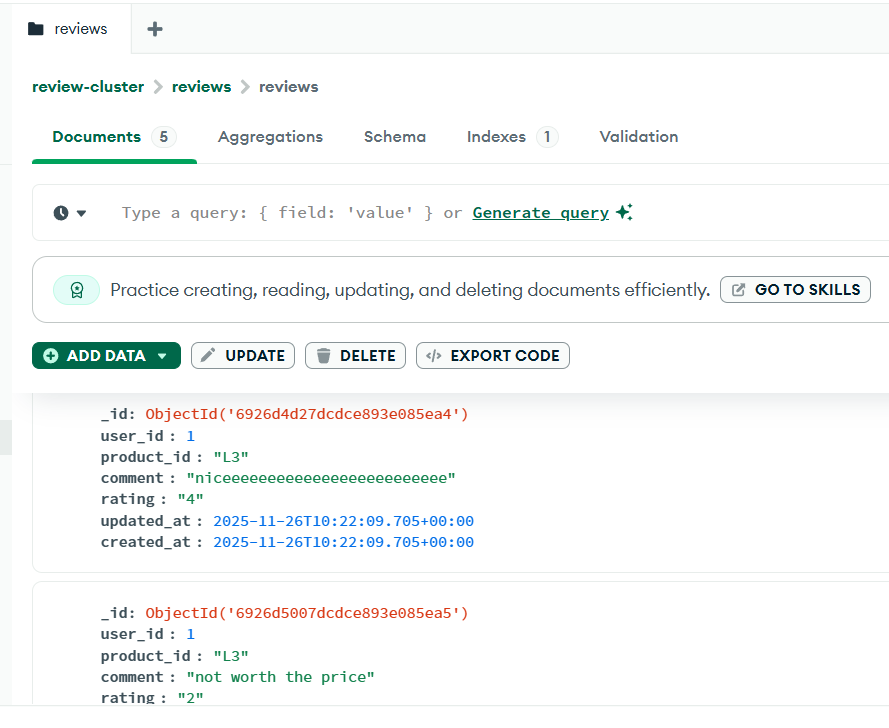 reviews
review-cluster > reviews > reviews
Documents 5 Aggregations Schema Indexes 1 Validation
Type a query: { field: 'value' } or Generate query
Practice creating, reading, updating, and deleting documents efficiently. GO TO SKILLS
ADD DATA UPDATE DELETE </> EXPORT CODE
_id: ObjectId('6926d4d27dcdce893e085ea4')
user_id : 1
product_id : "L3"
comment : "niceeeeeeeeeeeeeeeeeeeeeeeeee"
rating : "4"
updated_at : 2025-11-26T10:22:09.705+00:00
created_at : 2025-11-26T10:22:09.705+00:00
_id: ObjectId('6926d5007dcdce893e085ea5')
user_id : 1
product_id : "L3"
comment : "not worth the price"
rating : "2"